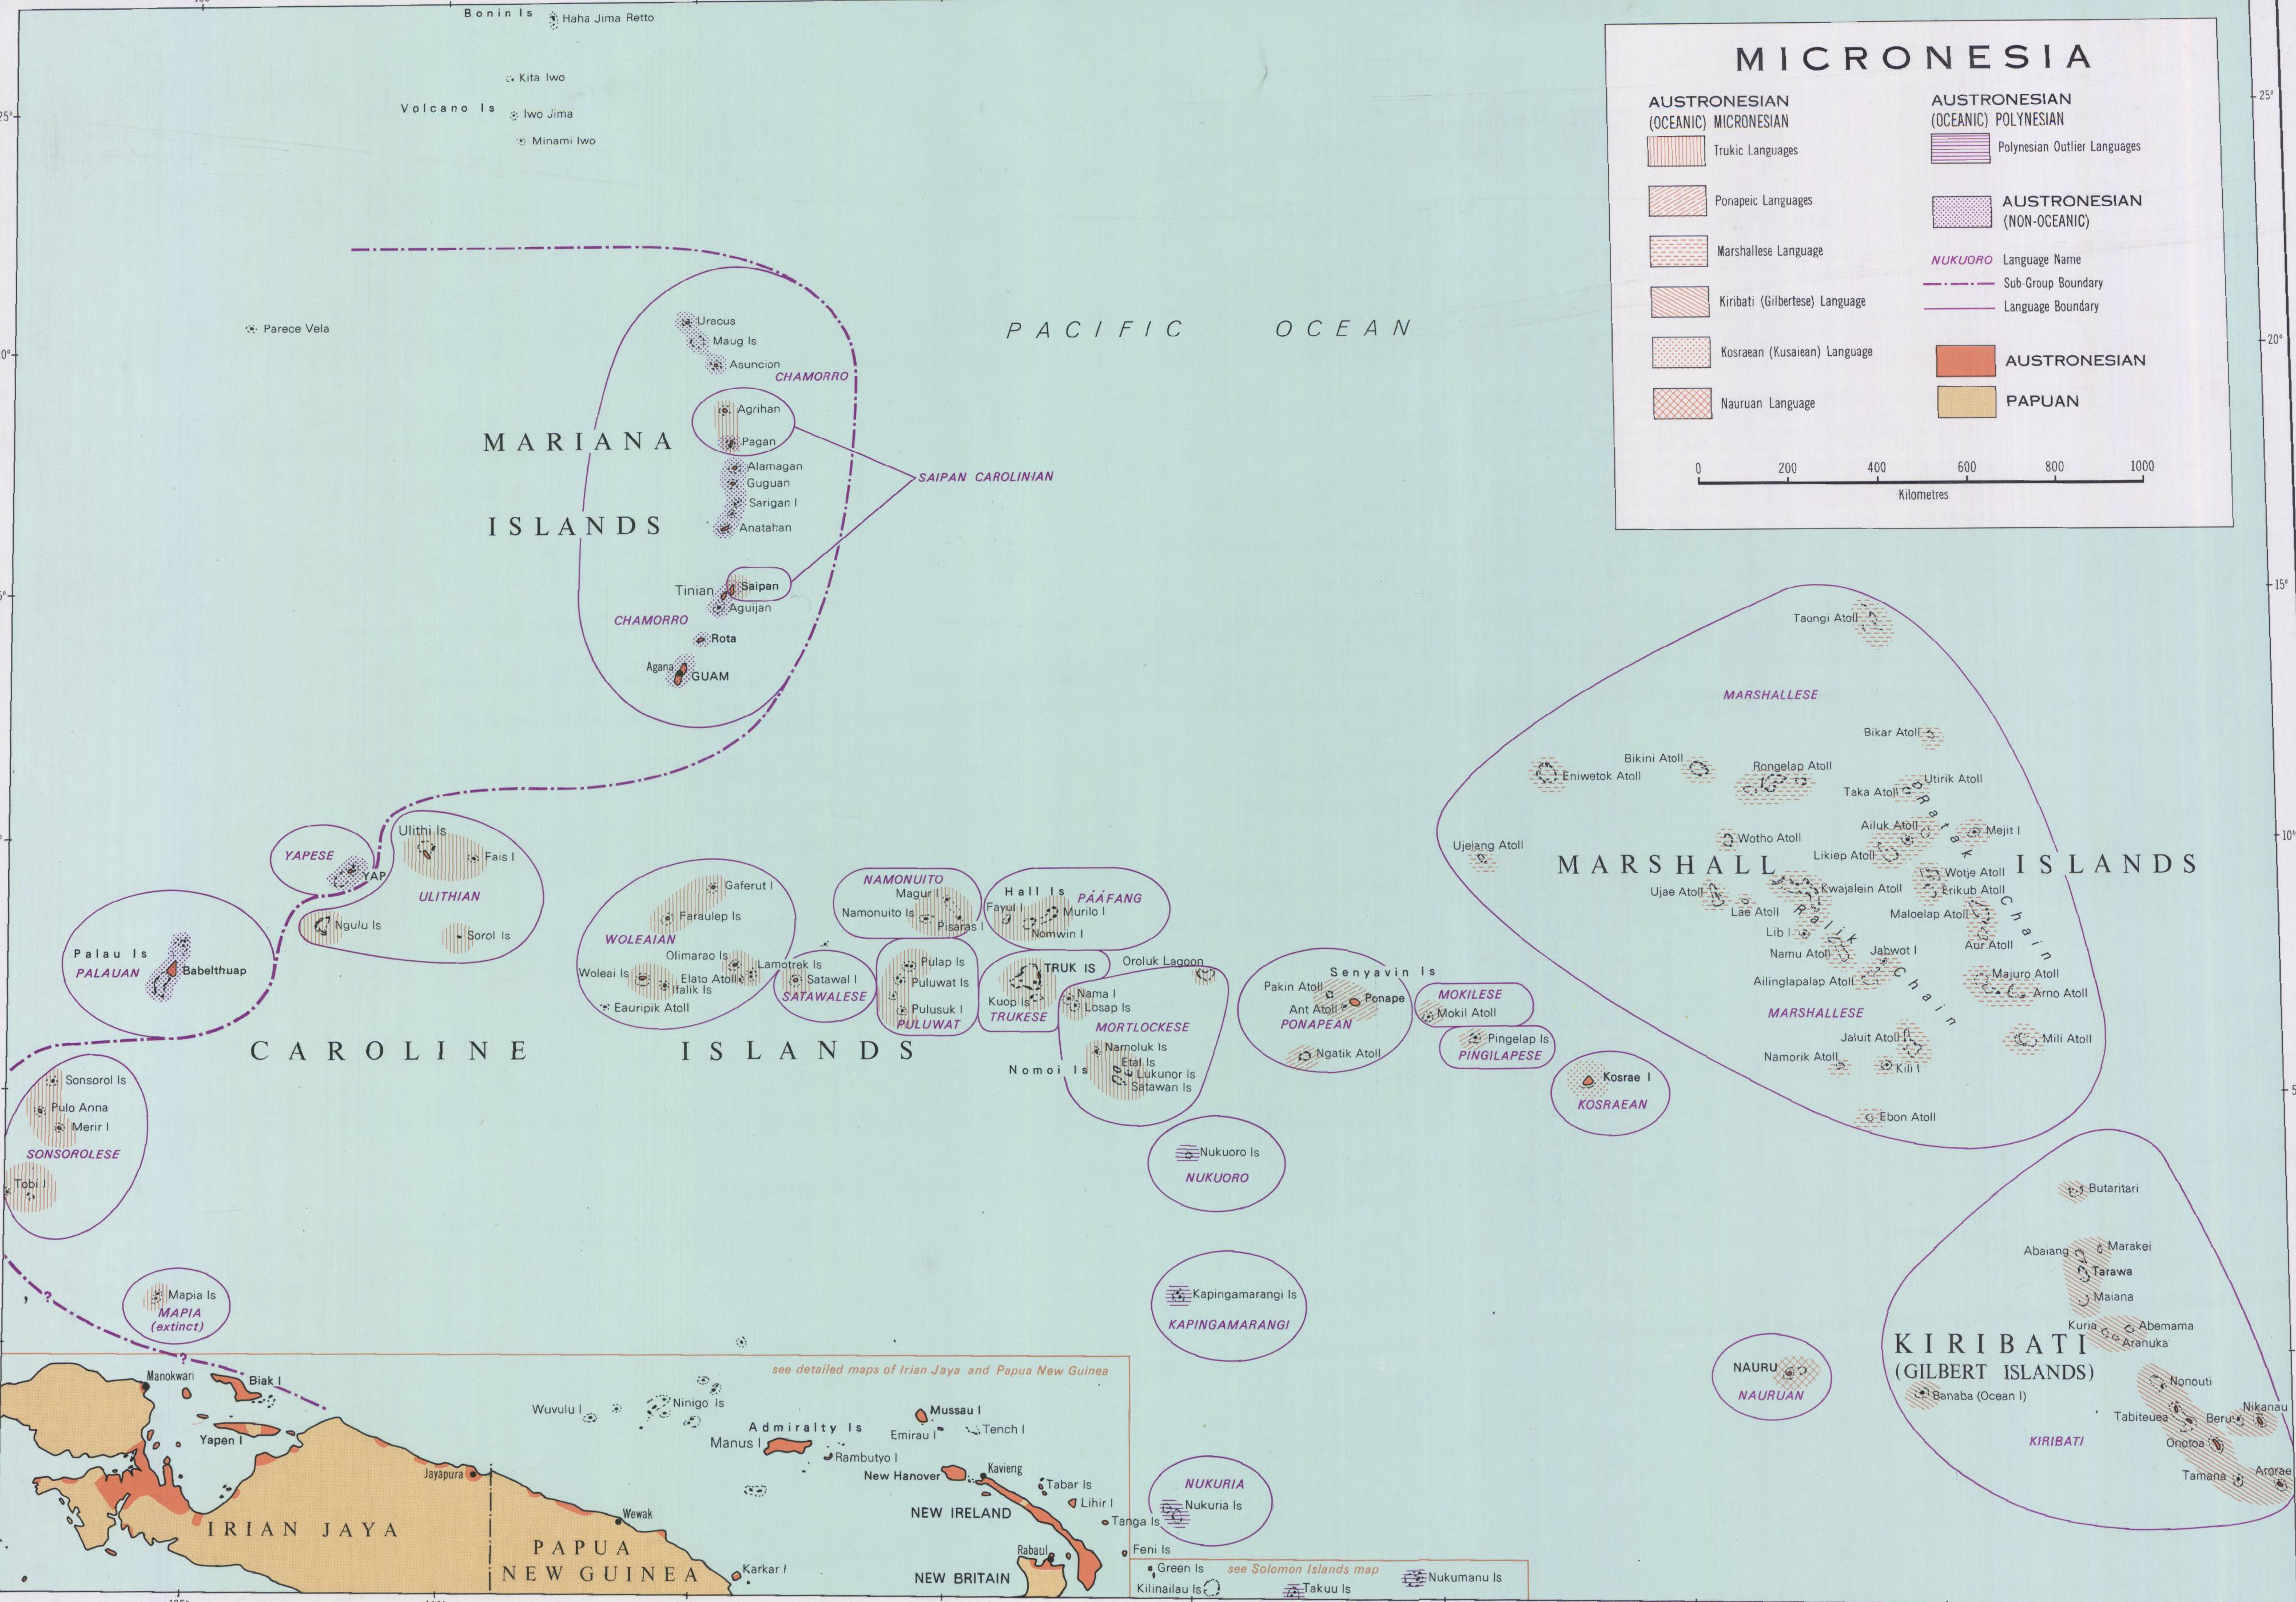 Bonin Is
Haha Jima Retto
Kita Iwo
Volcano Is
Iwo Jima
Minami Iwo
25°
25°
MICRONESIA
AUSTRONESIAN
(OCEANIC) MICRONESIAN
Trukic Languages
Ponapeic Languages
Marshallese Language
Kiribati (Gilbertese) Language
Kosraean (Kusaiean) Language
Nauruan Language
AUSTRONESIAN
(OCEANIC) POLYNESIAN
Polynesian Outlier Languages
AUSTRONESIAN
(NON-OCEANIC)
NUKUORO Language Name
Sub-Group Boundary
Language Boundary
AUSTRONESIAN
PAPUAN
0 200 400 600 800 1000
Kilometres
Parece Vela
PACIFIC OCEAN
20°
Uracus
Maug Is
Asuncion
CHAMORRO
Agrihan
MARIANA
Pagan
Alamagan
SAIPAN CAROLINIAN
Guguan
Sarigan I
ISLANDS
Anatahan
Tinian
Saipan
15°
Aguijan
CHAMORRO
Rota
Agana
GUAM
Taongi Atoll
MARSHALLESE
Bikar Atoll
Bikini Atoll
Rongelap Atoll
Eniwetok Atoll
Utirik Atoll
Taka Atoll
Ratak Chain
Ailuk Atoll
Mejit I
10°
Wotho Atoll
Ujelang Atoll
Likiep Atoll
MARSHALL ISLANDS
Wotje Atoll
Kwajalein Atoll
Erikub Atoll
Ujae Atoll
Lae Atoll
Maloelap Atoll
Ralik Chain
Lib I
Aur Atoll
Namu Atoll
Jabwot I
Majuro Atoll
Ailinglapalap Atoll
Arno Atoll
MARSHALLESE
Jaluit Atoll
Mili Atoll
Namorik Atoll
Kili I
Ebon Atoll
Ulithi Is
YAPESE
Fais I
YAP
ULITHIAN
Ngulu Is
Sorol Is
Palau Is
PALAUAN
Babelthuap
Gaferut I
Faraulep Is
WOLEAIAN
Olimarao Is
Lamotrek Is
Woleai Is
Elato Atoll
Ifalik Is
Eauripik Atoll
Satawal I
SATAWALESE
NAMONUITO
Magur I
Namonuito Is
Pisaras I
Hall Is
PÁÁFANG
Fayul I
Murilo I
Nomwin I
Pulap Is
Puluwat Is
Pulusuk I
PULUWAT
TRUK IS
Kuop Is
TRUKESE
Oroluk Lagoon
Nama I
Losap Is
MORTLOCKESE
Namoluk Is
Etal Is
Nomoi Is
Lukunor Is
Satawan Is
Senyavin Is
Pakin Atoll
Ponape
Ant Atoll
PONAPEAN
Ngatik Atoll
MOKILESE
Mokil Atoll
Pingelap Is
PINGILAPESE
Kosrae I
KOSRAEAN
CAROLINE ISLANDS
Sonsorol Is
Pulo Anna
Merir I
SONSOROLESE
Tobi I
Nukuoro Is
NUKUORO
?
Mapia Is
MAPIA
(extinct)
?
Kapingamarangi Is
KAPINGAMARANGI
Butaritari
Abaiang
Marakei
Tarawa
Maiana
Kuria
Abemama
Aranuka
KIRIBATI
(GILBERT ISLANDS)
Banaba (Ocean I)
Nonouti
Tabiteuea
Beru
Nikanau
Onotoa
KIRIBATI
Tamana
Arorae
NAURU
NAURUAN
see detailed maps of Irian Jaya and Papua New Guinea
Manokwari
Biak I
Yapen I
Wuvulu I
Ninigo Is
Admiralty Is
Manus I
Rambutyo I
Mussau I
Emirau I
Tench I
New Hanover
Kavieng
Tabar Is
Lihir I
NEW IRELAND
Tanga Is
Feni Is
Jayapura
IRIAN JAYA
Wewak
PAPUA
NEW GUINEA
Karkar I
Rabaul
NEW BRITAIN
NUKURIA
Nukuria Is
Green Is
see Solomon Islands map
Kilinailau Is
Takuu Is
Nukumanu Is